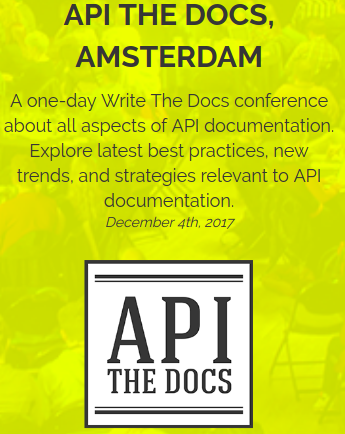 API THE DOCS,
AMSTERDAM
A one-day Write The Docs conference
about all aspects of API documentation.
Explore latest best practices, new
trends, and strategies relevant to API
documentation.
December 4th, 2017
API
THE DOCS